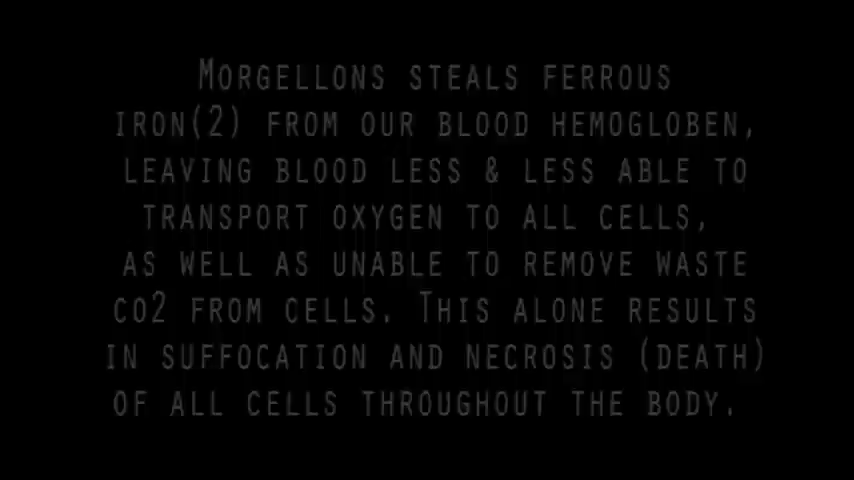 Morgellons steals ferrous
iron(2) from our blood hemogloben,
leaving blood less & less able to
transport oxygen to all cells,
as well as unable to remove waste
co2 from cells. This alone results
in suffocation and necrosis (death)
of all cells throughout the body.